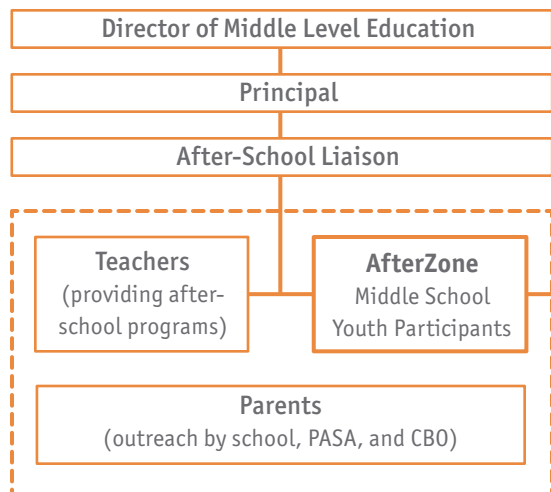 Director of Middle Level Education
Principal
After-School Liaison
Teachers
(providing after-
school programs)
AfterZone
Middle School
Youth Participants
Parents
(outreach by school, PASA, and CBO)